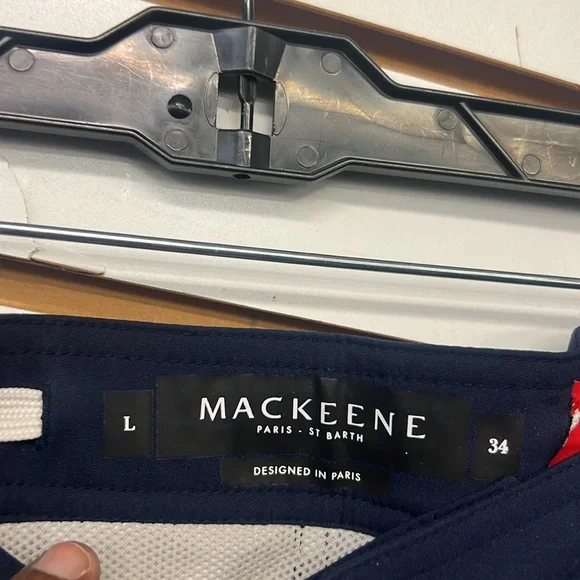 L
MACKEENE
PARIS - ST BARTH
34
DESIGNED IN PARIS